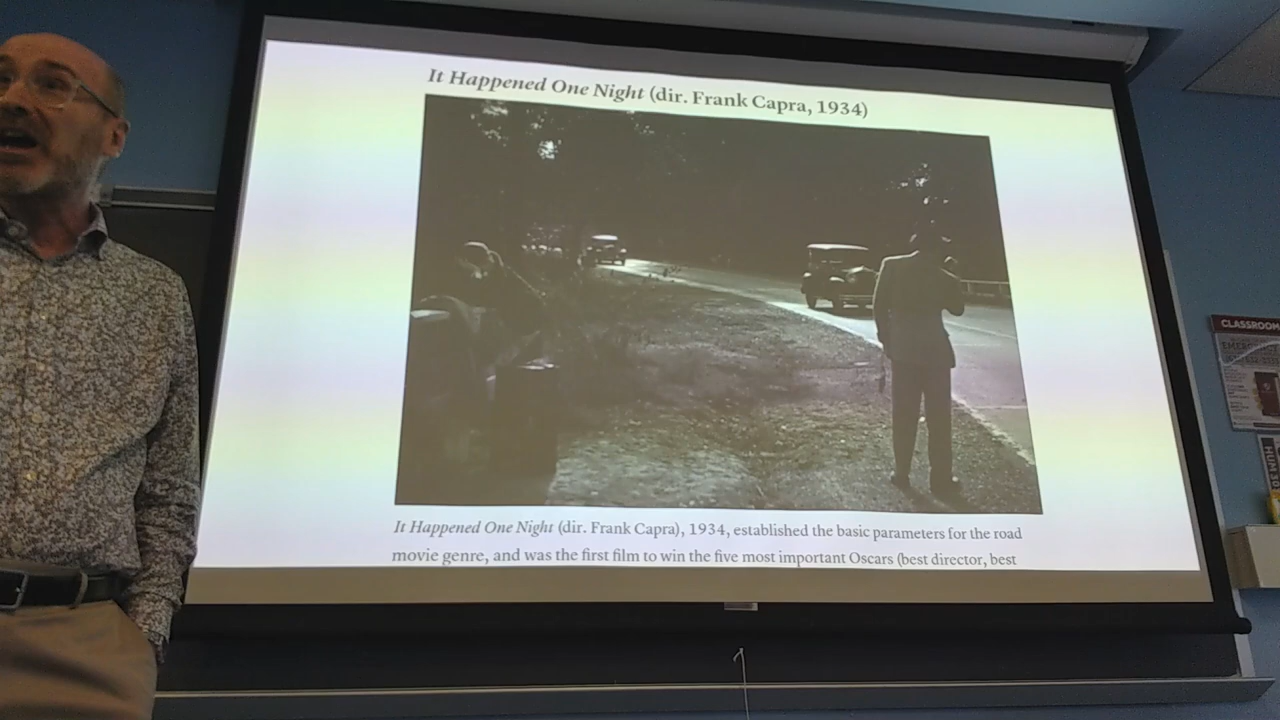 It Happened One Night (dir. Frank Capra, 1934)
It Happened One Night (dir. Frank Capra), 1934, established the basic parameters for the road
movie genre, and was the first film to win the five most important Oscars (best director, best
CLASSROOM